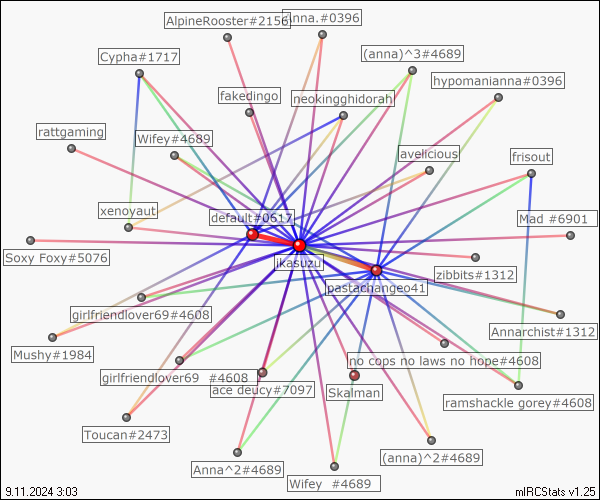 AlpineRooster#2156
Anna.#0396
Cypha#1717
(anna)^3#4689
hypomanianna#0396
fakedingo
neokingghidorah
rattgaming
Wifey#4689
avelicious
frisout
xenoyaut
default#0617
Mad #6901
Soxy Foxy#5076
jkasuzu
zibbits#1312
pastachangeo41
girlfriendlover69#4608
Annarchist#1312
Mushy#1984
no cops no laws no hope#4608
girlfriendlover69 #4608
ace deucy#7097
Skalman
ramshackle gorey#4608
Toucan#2473
Anna^2#4689
(anna)^2#4689
Wifey #4689
9.11.2024 3:03
mIRCStats v1.25